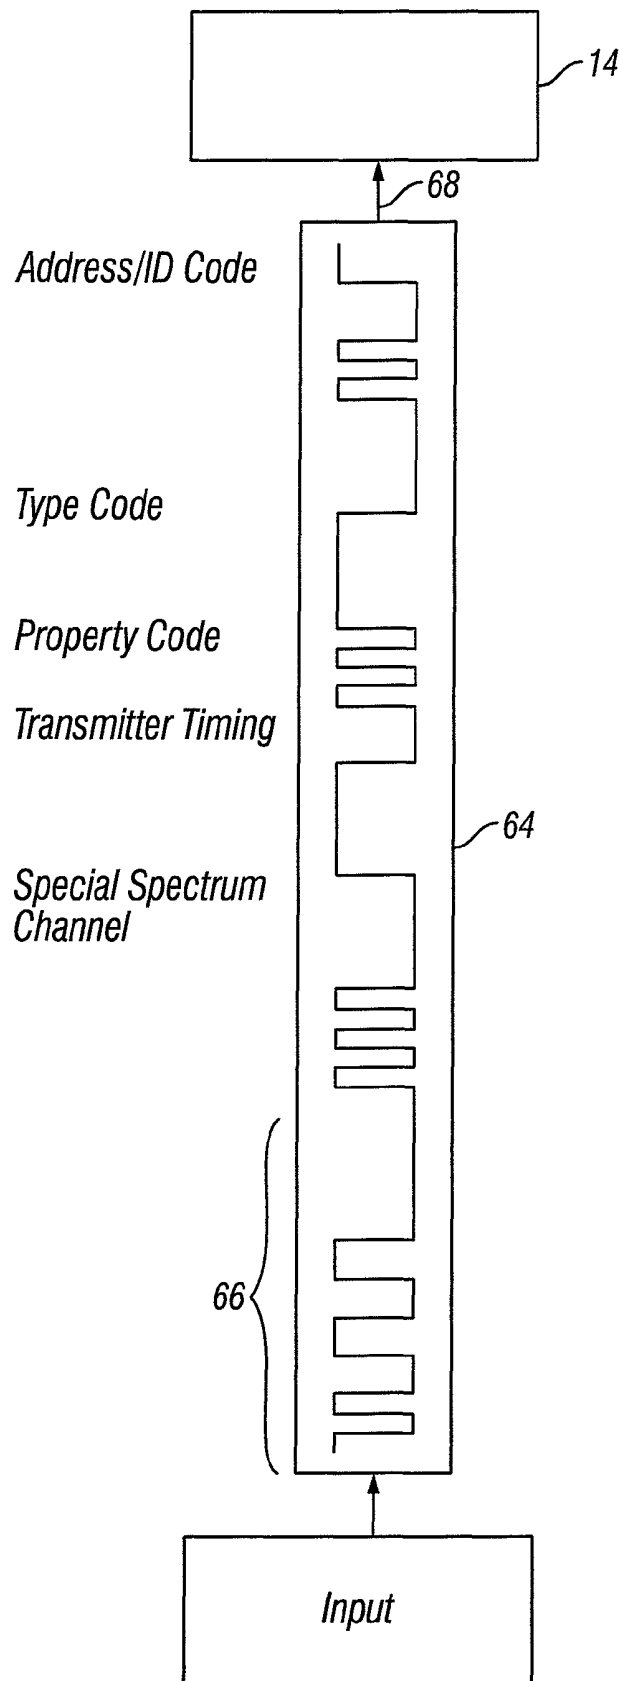 14
68
Address/ID Code
Type Code
Property Code
Transmitter Timing
64
Special Spectrum
Channel
66
Input